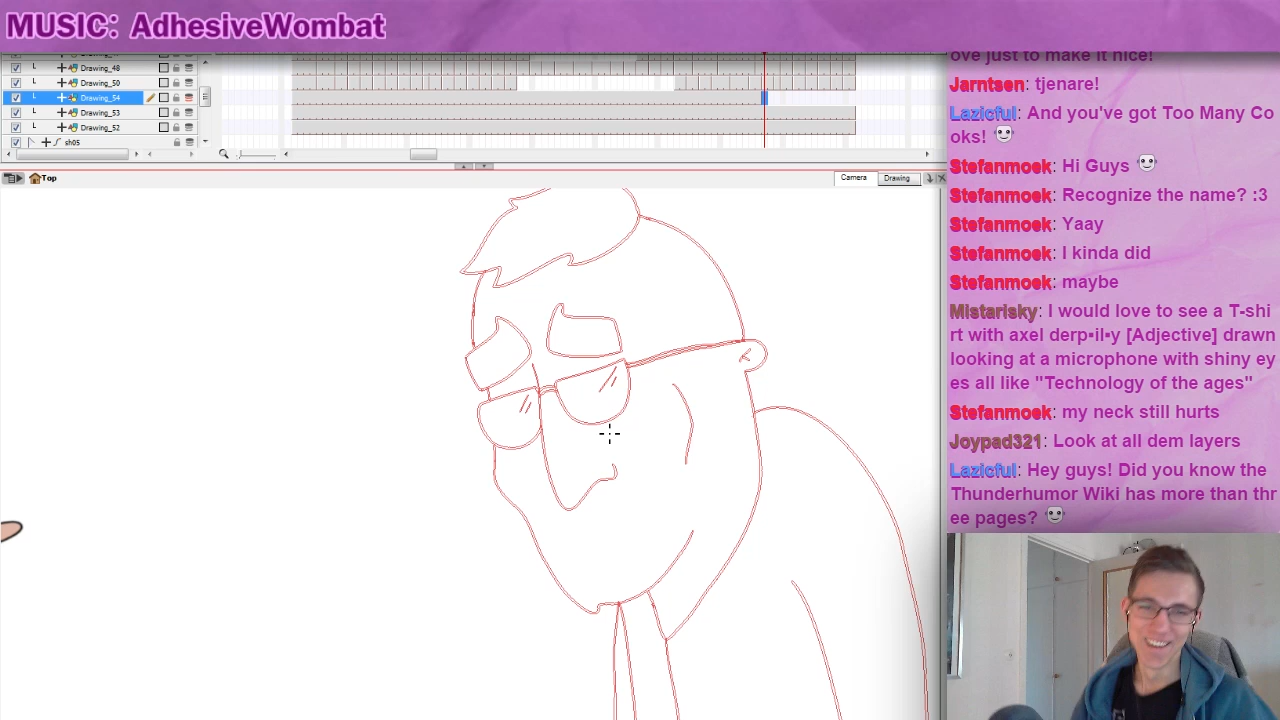 MUSIC: AdhesiveWombat
Drawing_48
Drawing_50
Drawing_54
Drawing_53
Drawing_52
sh05
Top
Camera
Drawing
ove just to make it nice!
Jarntsen: tjenare!
Lazicful: And you've got Too Many Co
oks!
Stefanmoek: Hi Guys
Stefanmoek: Recognize the name? :3
Stefanmoek: Yaay
Stefanmoek: I kinda did
Stefanmoek: maybe
Mistarisky: I would love to see a T-shi
rt with axel derp▪il▪y [Adjective] drawn
looking at a microphone with shiny ey
es all like "Technology of the ages"
Stefanmoek: my neck still hurts
Joypad321: Look at all dem layers
Lazicful: Hey guys! Did you know the
Thunderhumor Wiki has more than thr
ee pages?